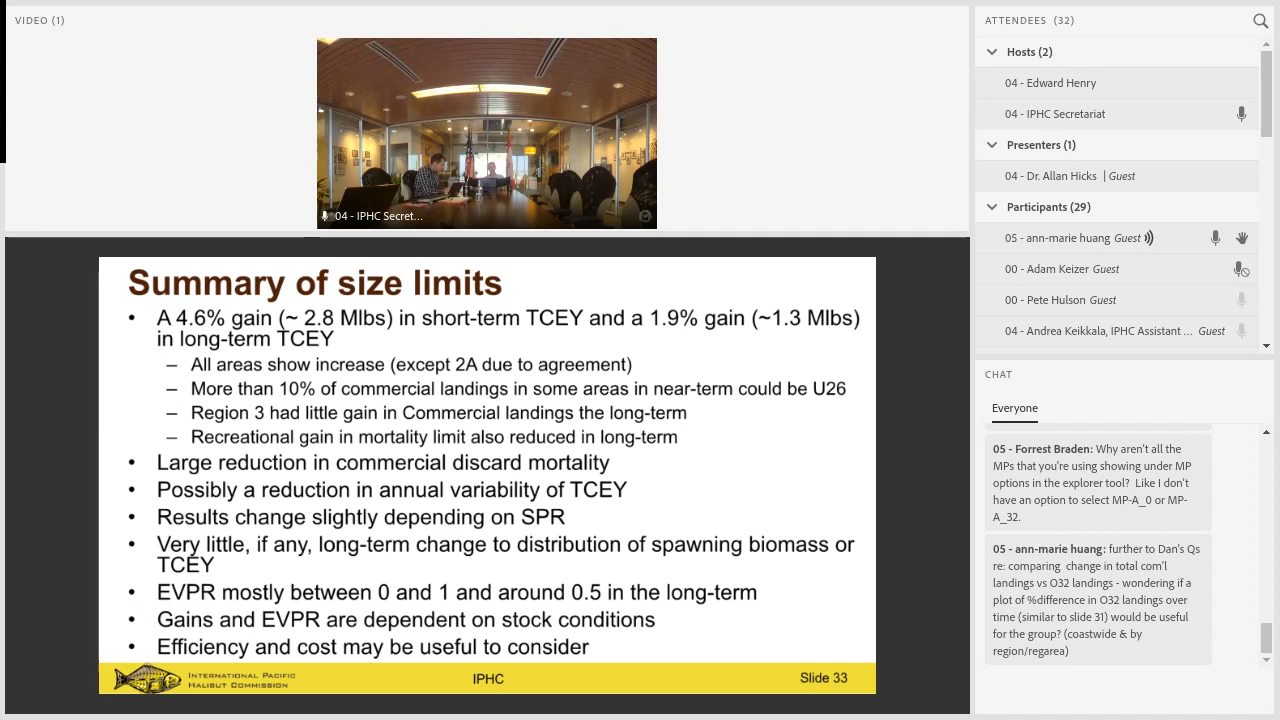 VIDEO (1)
04 - IPHC Secret...
Summary of size limits
• A 4.6% gain (~ 2.8 Mlbs) in short-term TCEY and a 1.9% gain (~1.3 Mlbs)
in long-term TCEY
– All areas show increase (except 2A due to agreement)
– More than 10% of commercial landings in some areas in near-term could be U26
– Region 3 had little gain in Commercial landings the long-term
– Recreational gain in mortality limit also reduced in long-term
• Large reduction in commercial discard mortality
• Possibly a reduction in annual variability of TCEY
• Results change slightly depending on SPR
• Very little, if any, long-term change to distribution of spawning biomass or
TCEY
• EVPR mostly between 0 and 1 and around 0.5 in the long-term
• Gains and EVPR are dependent on stock conditions
• Efficiency and cost may be useful to consider
INTERNATIONAL PACIFIC
HALIBUT COMMISSION
IPHC
Slide 33
ATTENDEES (32)
Hosts (2)
04 - Edward Henry
04 - IPHC Secretariat
Presenters (1)
04 - Dr. Allan Hicks | Guest
Participants (29)
05 - ann-marie huang Guest
00 - Adam Keizer Guest
00 - Pete Hulson Guest
04 - Andrea Keikkala, IPHC Assistant ... Guest
CHAT
Everyone
05 - Forrest Braden: Why aren't all the
MPs that you're using showing under MP
options in he explorer tool? Like I don't
have an option to select MP-A_0 or MP-
A_32.
05 - ann-marie huang: further to Dan's Qs
re: comparing change in total com'l
landings vs O32 landings - wondering if a
plot of %difference in O32 landings over
time (similar to slide 31) would be useful
for the group? (coastwide & by
region/regarea)